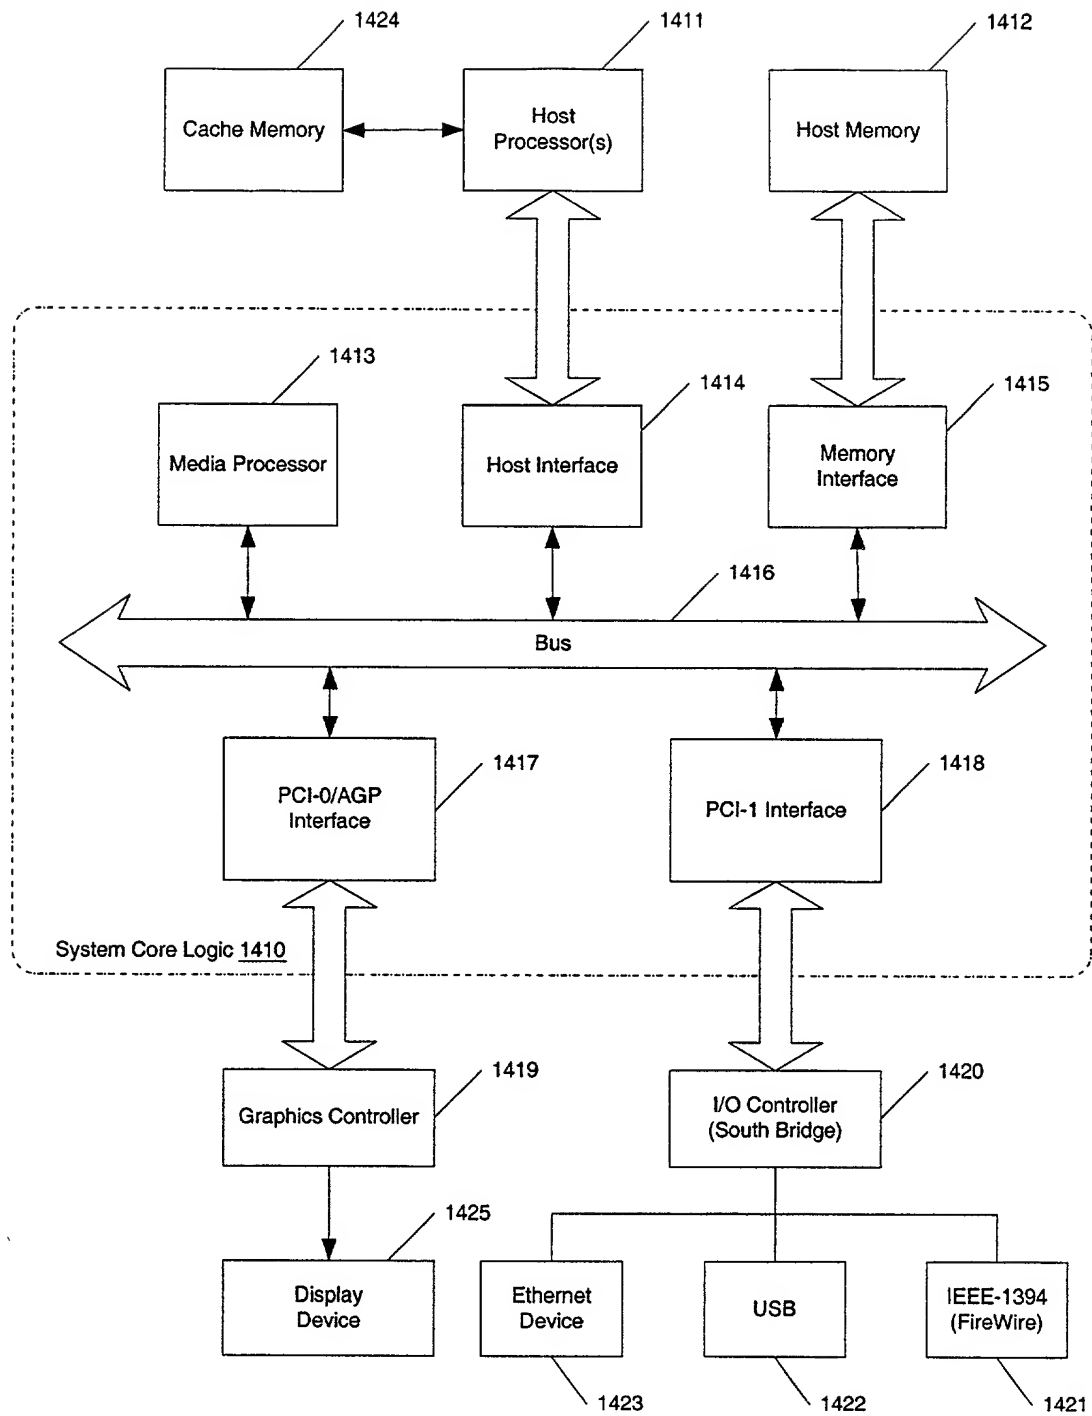 1424
1411
1412
Cache Memory
Host
Processor(s)
Host Memory
1413
1414
1415
Media Processor
Host Interface
Memory
Interface
1416
Bus
1417
1418
PCI-0/AGP
Interface
PCI-1 Interface
System Core Logic 1410
1419
1420
Graphics Controller
I/O Controller
(South Bridge)
1425
Display
Device
Ethernet
Device
USB
IEEE-1394
(FireWire)
1423
1422
1421